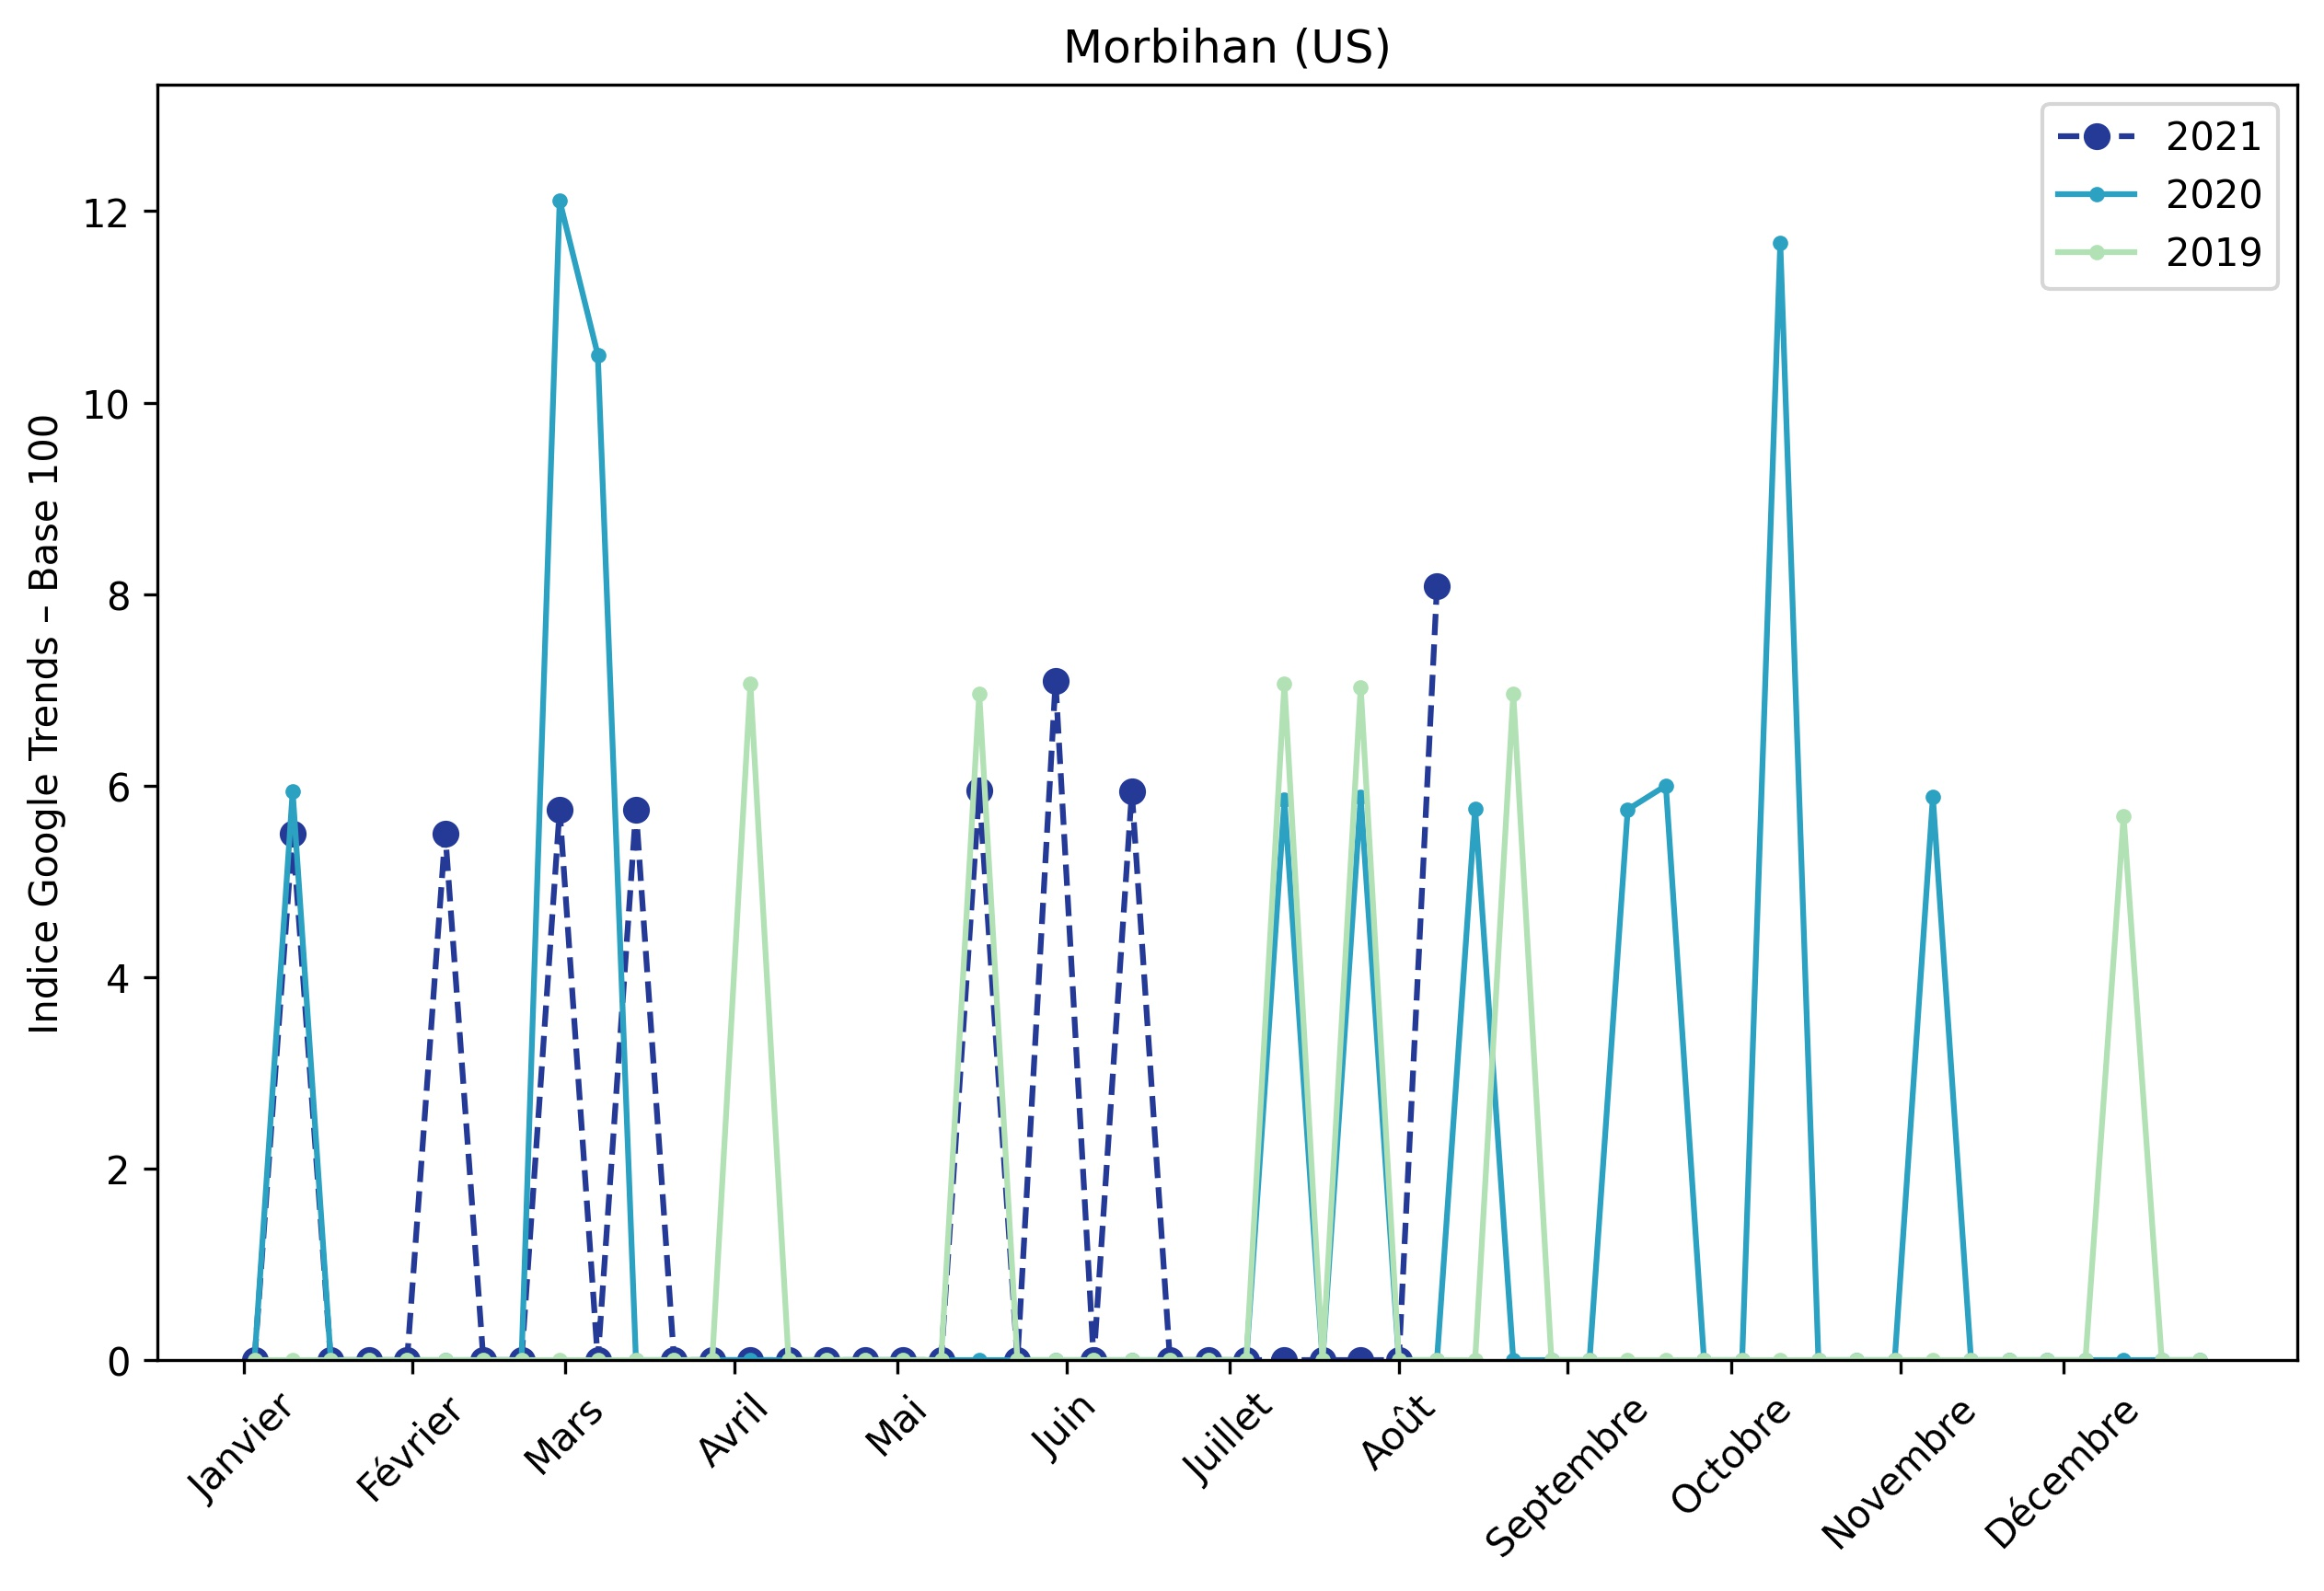 Morbihan (US)
2021
2020
2019
Indice Google Trends – Base 100
12
10
8
6
4
2
0
Janvier
Février
Mars
Avril
Mai
Juin
Juillet
Août
Septembre
Octobre
Novembre
Décembre